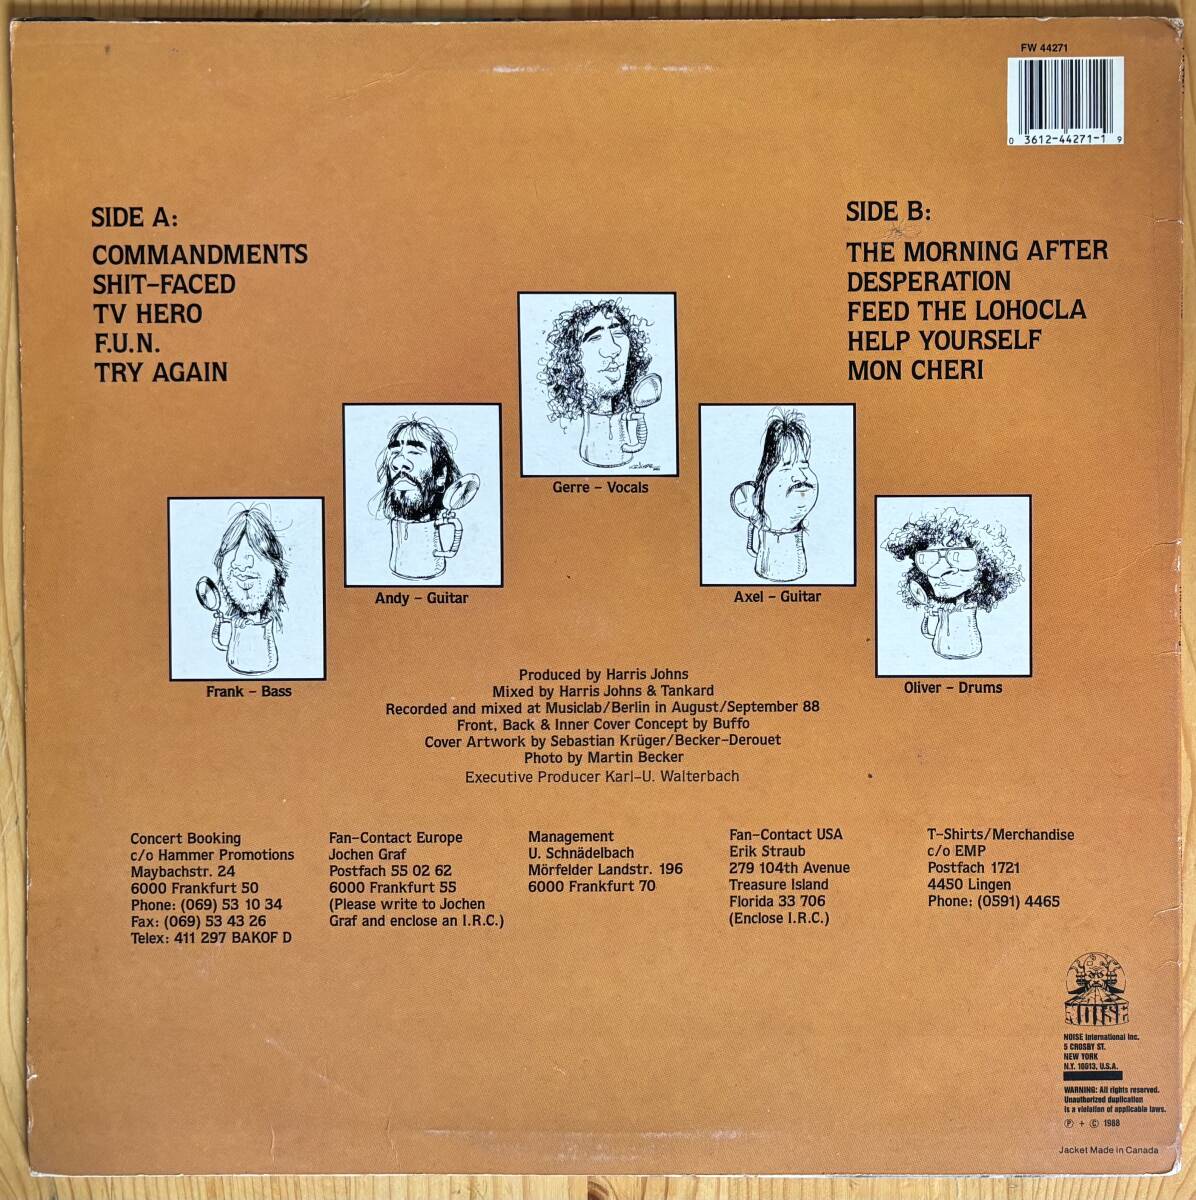 FW 44271
0 3612-44271-1 9
SIDE A:
COMMANDMENTS
SHIT-FACED
TV HERO
F.U.N.
TRY AGAIN
SIDE B:
THE MORNING AFTER
DESPERATION
FEED THE LOHOCLA
HELP YOURSELF
MON CHERI
Gerre - Vocals
Andy - Guitar
Axel - Guitar
Frank - Bass
Oliver - Drums
Produced by Harris Johns
Mixed by Harris Johns & Tankard
Recorded and mixed at Musiclab/Berlin in August/September 88
Front, Back & Inner Cover Concept by Buffo
Cover Artwork by Sebastian Krüger/Becker-Derouet
Photo by Martin Becker
Executive Producer Karl-U. Walterbach
Concert Booking
c/o Hammer Promotions
Maybachstr. 24
6000 Frankfurt 50
Phone: (069) 53 10 34
Fax: (069) 53 43 26
Telex: 411 297 BAKOF D
Fan-Contact Europe
Jochen Graf
Postfach 55 02 62
6000 Frankfurt 55
(Please write to Jochen
Graf and enclose an I.R.C.)
Management
U. Schnädelbach
Mörfelder Landstr. 196
6000 Frankfurt 70
Fan-Contact USA
Erik Straub
279 104th Avenue
Treasure Island
Florida 33 706
(Enclose I.R.C.)
T-Shirts/Merchandise
c/o EMP
Postfach 1721
4450 Lingen
Phone: (0591) 4465
NOISE
NOISE International Inc.
5 CROSBY ST.
NEW YORK
N.Y. 10013, U.S.A.
WARNING: All rights reserved.
Unauthorized duplication
is a violation of applicable laws.
Ⓟ + © 1988
Jacket Made in Canada